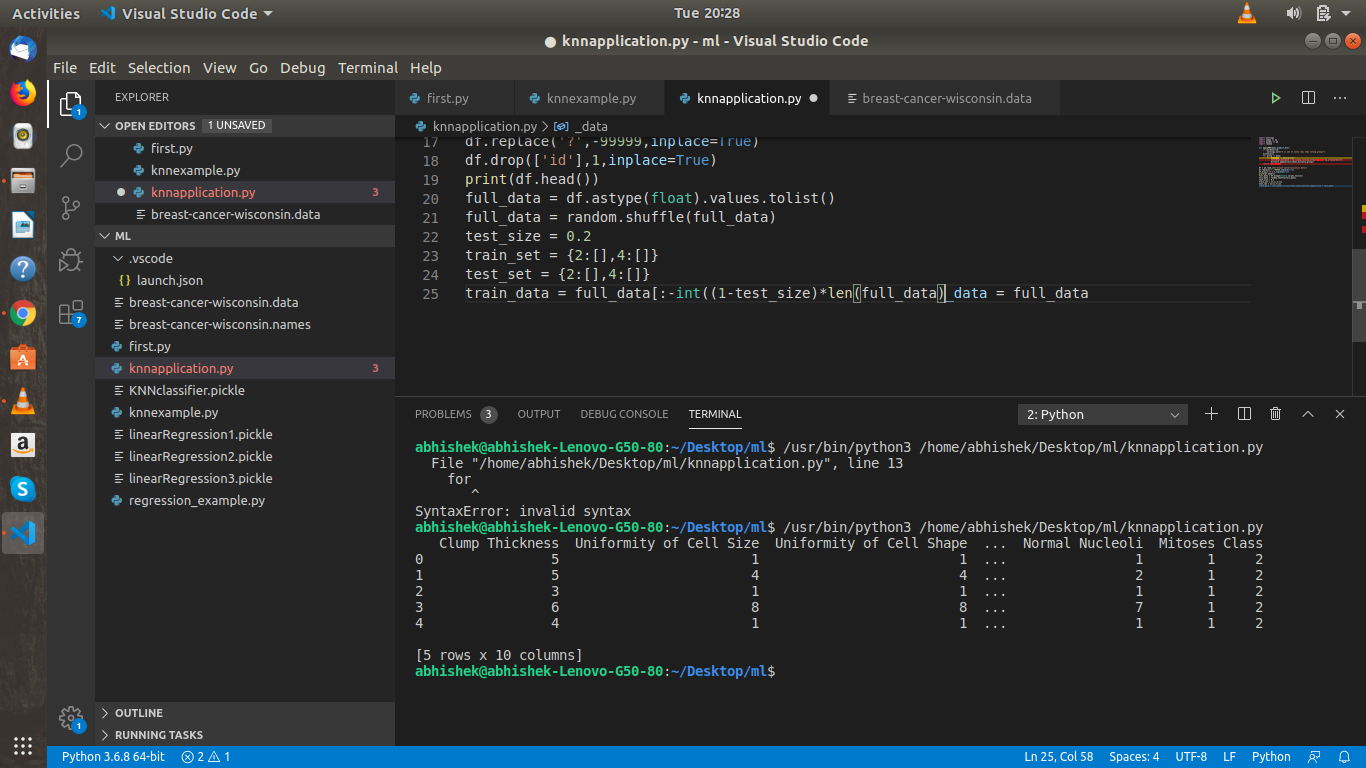 Activities Visual Studio Code Tue 20:28
knnapplication.py - ml - Visual Studio Code
File Edit Selection View Go Debug Terminal Help
EXPLORER
OPEN EDITORS 1 UNSAVED
first.py
knnexample.py
knnapplication.py 3
breast-cancer-wisconsin.data
ML
.vscode
launch.json
breast-cancer-wisconsin.data
breast-cancer-wisconsin.names
first.py
knnapplication.py 3
KNNclassifier.pickle
knnexample.py
linearRegression1.pickle
linearRegression2.pickle
linearRegression3.pickle
regression_example.py
OUTLINE
RUNNING TASKS
1
7
1
first.py knnexample.py knnapplication.py breast-cancer-wisconsin.data
knnapplication.py _data
17 df.replace('?',-99999,inplace=True)
18 df.drop(['id'],1,inplace=True)
19 print(df.head())
20 full_data = df.astype(float).values.tolist()
21 full_data = random.shuffle(full_data)
22 test_size = 0.2
23 train_set = {2:[],4:[]}
24 test_set = {2:[],4:[]}
25 train_data = full_data[:-int((1-test_size)*len(full_data)_data = full_data
PROBLEMS 3 OUTPUT DEBUG CONSOLE TERMINAL 2: Python
abhishek@abhishek-Lenovo-G50-80:~/Desktop/ml$ /usr/bin/python3 /home/abhishek/Desktop/ml/knnapplication.py
File "/home/abhishek/Desktop/ml/knnapplication.py", line 13
for
^
SyntaxError: invalid syntax
abhishek@abhishek-Lenovo-G50-80:~/Desktop/ml$ /usr/bin/python3 /home/abhishek/Desktop/ml/knnapplication.py
Clump Thickness Uniformity of Cell Size Uniformity of Cell Shape ... Normal Nucleoli Mitoses Class
0 5 1 1 ... 1 1 2
1 5 4 4 ... 2 1 2
2 3 1 1 ... 1 1 2
3 6 8 8 ... 7 1 2
4 4 1 1 ... 1 1 2
[5 rows x 10 columns]
abhishek@abhishek-Lenovo-G50-80:~/Desktop/ml$
Python 3.6.8 64-bit 2 1 Ln 25, Col 58 Spaces: 4 UTF-8 LF Python